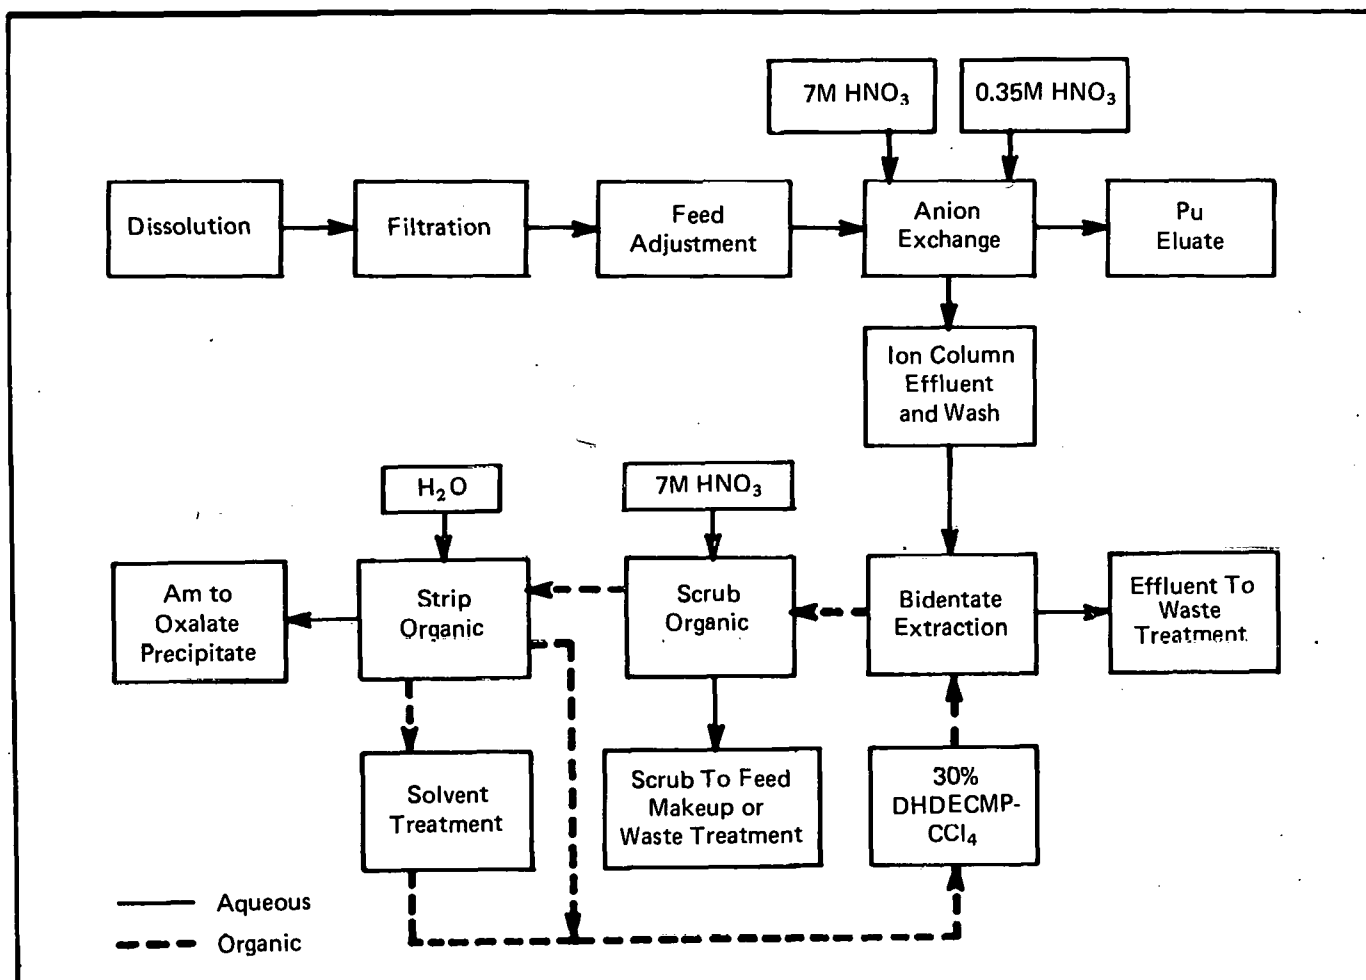 7M HNO₃
0.35M HNO₃
Dissolution
Filtration
Feed
Adjustment
Anion
Exchange
Pu
Eluate
Ion Column
Effluent
and Wash
H₂O
7M HNO₃
Am to
Oxalate
Precipitate
Strip
Organic
Scrub
Organic
Bidentate
Extraction
Effluent To
Waste
Treatment
Solvent
Treatment
Scrub To Feed
Makeup or
Waste Treatment
30%
DHDECMP-
CCl₄
Aqueous
Organic